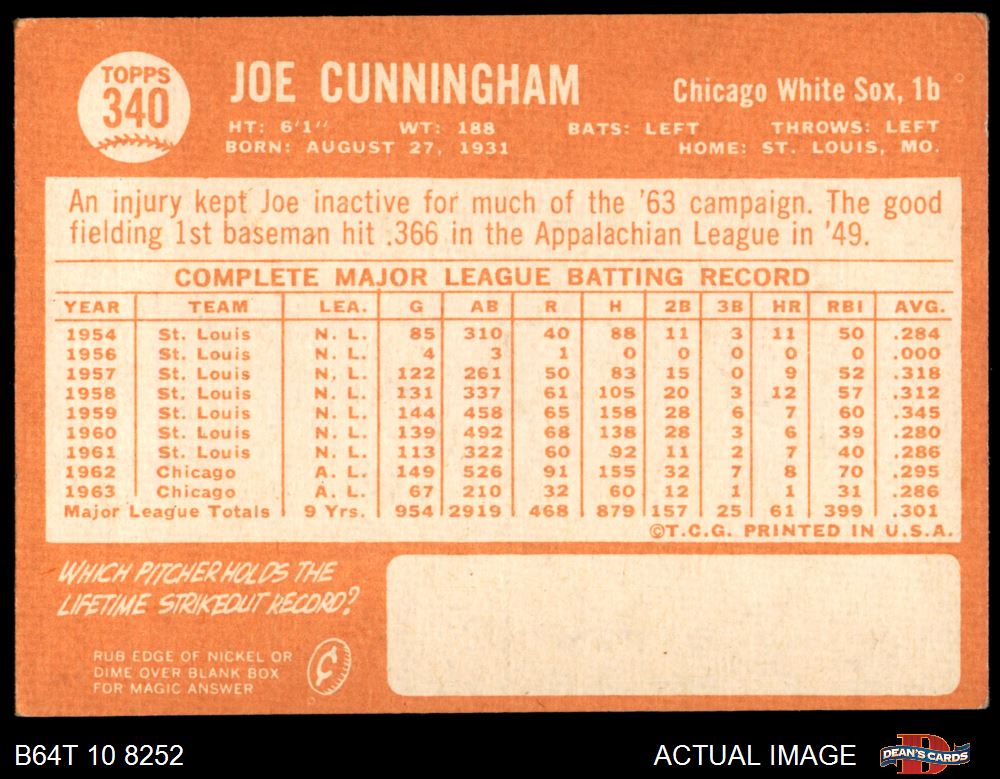 TOPPS
340
JOE CUNNINGHAM
Chicago White Sox, 1b
HT: 6'1" WT: 188 BATS: LEFT THROWS: LEFT
BORN: AUGUST 27, 1931 HOME: ST. LOUIS, MO.
An injury kept Joe inactive for much of the '63 campaign. The good
fielding 1st baseman hit .366 in the Appalachian League in '49.
COMPLETE MAJOR LEAGUE BATTING RECORD
YEAR TEAM LEA. G AB R H 2B 3B HR RBI AVG.
1954 St. Louis N. L. 85 310 40 88 11 3 11 50 .284
1956 St. Louis N. L. 4 3 1 0 0 0 0 0 .000
1957 St. Louis N. L. 122 261 50 83 15 0 9 52 .318
1958 St. Louis N. L. 131 337 61 105 20 3 12 57 .312
1959 St. Louis N. L. 144 458 65 158 28 6 7 60 .345
1960 St. Louis N. L. 139 492 68 138 28 3 6 39 .280
1961 St. Louis N. L. 113 322 60 92 11 2 7 40 .286
1962 Chicago A. L. 149 526 91 155 32 7 8 70 .295
1963 Chicago A. L. 67 210 32 60 12 1 1 31 .286
Major League Totals 9 Yrs. 954 2919 468 879 157 25 61 399 .301
©T.C.G. PRINTED IN U.S.A.
WHICH PITCHER HOLDS THE
LIFETIME STRIKEOUT RECORD?
RUB EDGE OF NICKEL OR
DIME OVER BLANK BOX
FOR MAGIC ANSWER
¢
B64T 10 8252
ACTUAL IMAGE
D
DEAN'S CARDS